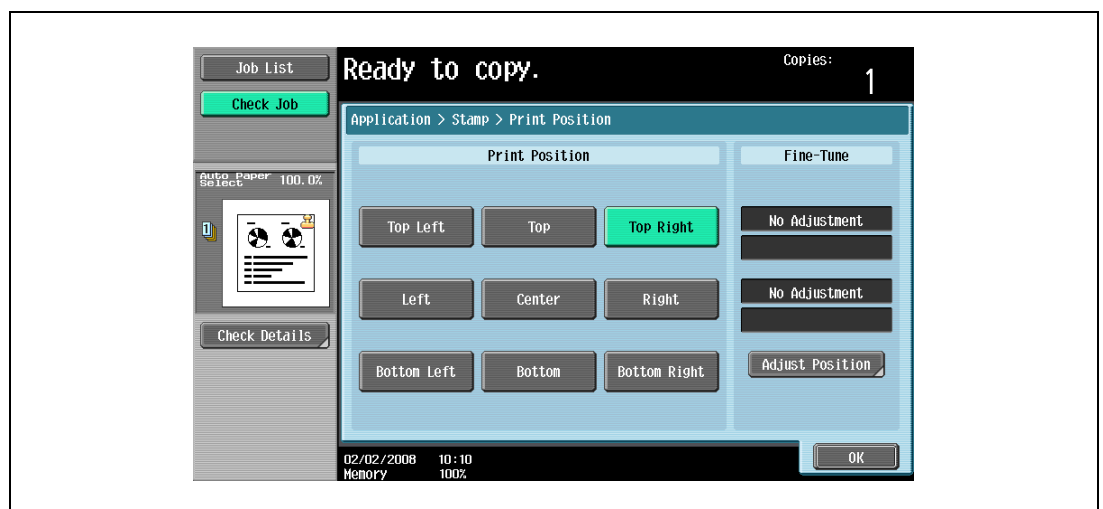 Job List
Check Job
Auto Paper Select 100.0%
1
Check Details
Ready to copy.
Copies:
1
Application > Stamp > Print Position
Print Position
Top Left Top Top Right
Left Center Right
Bottom Left Bottom Bottom Right
Fine-Tune
No Adjustment
No Adjustment
Adjust Position
02/02/2008 10:10
Memory 100%
OK